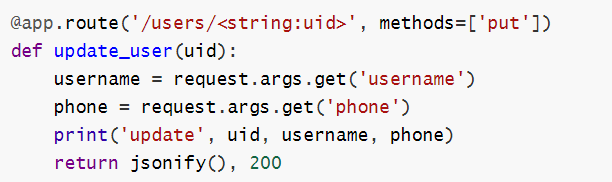 @app.route('/users/<string:uid>', methods=['put'])
def update_user(uid):
    username = request.args.get('username')
    phone = request.args.get('phone')
    print('update', uid, username, phone)
    return jsonify(), 200